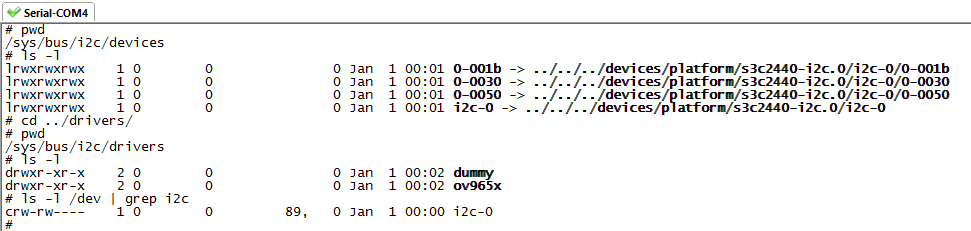 Serial-COM4
# pwd
/sys/bus/i2c/devices
# ls -l
lrwxrwxrwx    1 0        0               0 Jan  1 00:01 0-001b -> ../../../devices/platform/s3c2440-i2c.0/i2c-0/0-001b
lrwxrwxrwx    1 0        0               0 Jan  1 00:01 0-0030 -> ../../../devices/platform/s3c2440-i2c.0/i2c-0/0-0030
lrwxrwxrwx    1 0        0               0 Jan  1 00:01 0-0050 -> ../../../devices/platform/s3c2440-i2c.0/i2c-0/0-0050
lrwxrwxrwx    1 0        0               0 Jan  1 00:01 i2c-0 -> ../../../devices/platform/s3c2440-i2c.0/i2c-0
# cd ../drivers/
# pwd
/sys/bus/i2c/drivers
# ls -l
drwxr-xr-x    2 0        0               0 Jan  1 00:02 dummy
drwxr-xr-x    2 0        0               0 Jan  1 00:02 ov965x
# ls -l /dev | grep i2c
crw-rw----    1 0        0         89,   0 Jan  1 00:00 i2c-0
#